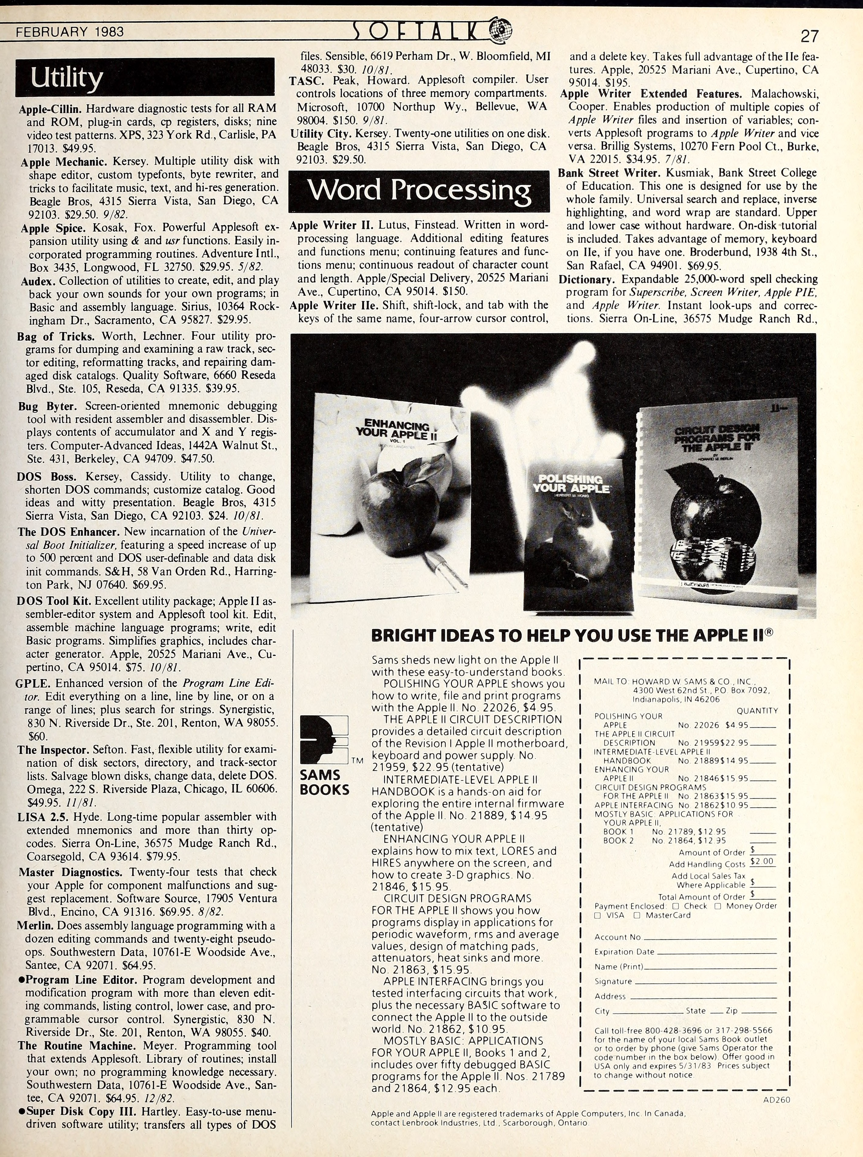 FEBRUARY 1983
SOFTALK
27
Utility
Apple-Cillin. Hardware diagnostic tests for all RAM
and ROM, plug-in cards, cp registers, disks; nine
video test patterns. XPS, 323 York Rd., Carlisle, PA
17013. $49.95.
Apple Mechanic. Kersey. Multiple utility disk with
shape editor, custom typefonts, byte rewriter, and
tricks to facilitate music, text, and hi-res generation.
Beagle Bros, 4315 Sierra Vista, San Diego, CA
92103. $29.50. 9/82.
Apple Spice. Kosak, Fox. Powerful Applesoft ex-
pansion utility using & and usr functions. Easily in-
corporated programming routines. Adventure Intl.,
Box 3435, Longwood, FL 32750. $29.95. 5/82.
Audex. Collection of utilities to create, edit, and play
back your own sounds for your own programs; in
Basic and assembly language. Sirius, 10364 Rock-
ingham Dr., Sacramento, CA 95827. $29.95.
Bag of Tricks. Worth, Lechner. Four utility pro-
grams for dumping and examining a raw track, sec-
tor editing, reformatting tracks, and repairing dam-
aged disk catalogs. Quality Software, 6660 Reseda
Blvd., Ste. 105, Reseda, CA 91335. $39.95.
Bug Byter. Screen-oriented mnemonic debugging
tool with resident assembler and disassembler. Dis-
plays contents of accumulator and X and Y regis-
ters. Computer-Advanced Ideas, 1442A Walnut St.,
Ste. 431, Berkeley, CA 94709. $47.50.
DOS Boss. Kersey, Cassidy. Utility to change,
shorten DOS commands; customize catalog. Good
ideas and witty presentation. Beagle Bros, 4315
Sierra Vista, San Diego, CA 92103. $24. 10/81.
The DOS Enhancer. New incarnation of the Univer-
sal Boot Initializer, featuring a speed increase of up
to 500 percent and DOS user-definable and data disk
init commands. S&H, 58 Van Orden Rd., Harring-
ton Park, NJ 07640. $69.95.
DOS Tool Kit. Excellent utility package; Apple II as-
sembler-editor system and Applesoft tool kit. Edit,
assemble machine language programs; write, edit
Basic programs. Simplifies graphics, includes char-
acter generator. Apple, 20525 Mariani Ave., Cu-
pertino, CA 95014. $75. 10/81.
GPLE. Enhanced version of the Program Line Edi-
tor. Edit everything on a line, line by line, or on a
range of lines; plus search for strings. Synergistic,
830 N. Riverside Dr., Ste. 201, Renton, WA 98055.
$60.
The Inspector. Sefton. Fast, flexible utility for exami-
nation of disk sectors, directory, and track-sector
lists. Salvage blown disks, change data, delete DOS.
Omega, 222 S. Riverside Plaza, Chicago, IL 60606.
$49.95. 11/81.
LISA 2.5. Hyde. Long-time popular assembler with
extended mnemonics and more than thirty op-
codes. Sierra On-Line, 36575 Mudge Ranch Rd.,
Coarsegold, CA 93614. $79.95.
Master Diagnostics. Twenty-four tests that check
your Apple for component malfunctions and sug-
gest replacement. Software Source, 17905 Ventura
Blvd., Encino, CA 91316. $69.95. 8/82.
Merlin. Does assembly language programming with a
dozen editing commands and twenty-eight pseudo-
ops. Southwestern Data, 10761-E Woodside Ave.,
Santee, CA 92071. $64.95.
●Program Line Editor. Program development and
modification program with more than eleven edit-
ing commands, listing control, lower case, and pro-
grammable cursor control. Synergistic, 830 N.
Riverside Dr., Ste. 201, Renton, WA 98055. $40.
The Routine Machine. Meyer. Programming tool
that extends Applesoft. Library of routines; install
your own; no programming knowledge necessary.
Southwestern Data, 10761-E Woodside Ave., San-
tee, CA 92071. $64.95. 12/82.
●Super Disk Copy III. Hartley. Easy-to-use menu-
driven software utility; transfers all types of DOS
files. Sensible, 6619 Perham Dr., W. Bloomfield, MI
48033. $30. 10/81.
TASC. Peak, Howard. Applesoft compiler. User
controls locations of three memory compartments.
Microsoft, 10700 Northup Wy., Bellevue, WA
98004. $150. 9/81.
Utility City. Kersey. Twenty-one utilities on one disk.
Beagle Bros, 4315 Sierra Vista, San Diego, CA
92103. $29.50.
Word Processing
Apple Writer II. Lutus, Finstead. Written in word-
processing language. Additional editing features
and functions menu; continuing features and func-
tions menu; continuous readout of character count
and length. Apple/Special Delivery, 20525 Mariani
Ave., Cupertino, CA 95014. $150.
Apple Writer IIe. Shift, shift-lock, and tab with the
keys of the same name, four-arrow cursor control,
and a delete key. Takes full advantage of the IIe fea-
tures. Apple, 20525 Mariani Ave., Cupertino, CA
95014. $195.
Apple Writer Extended Features. Malachowski,
Cooper. Enables production of multiple copies of
Apple Writer files and insertion of variables; con-
verts Applesoft programs to Apple Writer and vice
versa. Brillig Systems, 10270 Fern Pool Ct., Burke,
VA 22015. $34.95. 7/81.
Bank Street Writer. Kusmiak, Bank Street College
of Education. This one is designed for use by the
whole family. Universal search and replace, inverse
highlighting, and word wrap are standard. Upper
and lower case without hardware. On-disk tutorial
is included. Takes advantage of memory, keyboard
on IIe, if you have one. Broderbund, 1938 4th St.,
San Rafael, CA 94901. $69.95.
Dictionary. Expandable 25,000-word spell checking
program for Superscribe, Screen Writer, Apple PIE,
and Apple Writer. Instant look-ups and correc-
tions. Sierra On-Line, 36575 Mudge Ranch Rd.,
ENHANCING
YOUR APPLE II
VOL. 1
POLISHING
YOUR APPLE
CIRCUIT DESIGN
PROGRAMS FOR
THE APPLE II
BRIGHT IDEAS TO HELP YOU USE THE APPLE II®
SAMS
BOOKS
TM
Sams sheds new light on the Apple II
with these easy-to-understand books.
POLISHING YOUR APPLE shows you
how to write, file and print programs
with the Apple II. No. 22026, $4.95.
THE APPLE II CIRCUIT DESCRIPTION
provides a detailed circuit description
of the Revision I Apple II motherboard,
keyboard and power supply. No.
21959, $22.95 (tentative)
INTERMEDIATE-LEVEL APPLE II
HANDBOOK is a hands-on aid for
exploring the entire internal firmware
of the Apple II. No. 21889, $14.95
(tentative)
ENHANCING YOUR APPLE II
explains how to mix text, LORES and
HIRES anywhere on the screen, and
how to create 3-D graphics. No.
21846, $15.95.
CIRCUIT DESIGN PROGRAMS
FOR THE APPLE II shows you how
programs display in applications for
periodic waveform, rms and average
values, design of matching pads,
attenuators, heat sinks and more.
No. 21863, $15.95.
APPLE INTERFACING brings you
tested interfacing circuits that work,
plus the necessary BASIC software to
connect the Apple II to the outside
world. No. 21862, $10.95.
MOSTLY BASIC: APPLICATIONS
FOR YOUR APPLE II, Books 1 and 2,
includes over fifty debugged BASIC
programs for the Apple II. Nos. 21789
and 21864, $12.95 each.
MAIL TO: HOWARD W. SAMS & CO., INC.,
4300 West 62nd St., P.O. Box 7092,
Indianapolis, IN 46206
QUANTITY
POLISHING YOUR
APPLE No. 22026 $4.95
THE APPLE II CIRCUIT
DESCRIPTION No. 21959 $22.95
INTERMEDIATE-LEVEL APPLE II
HANDBOOK No. 21889 $14.95
ENHANCING YOUR
APPLE II No. 21846 $15.95
CIRCUIT DESIGN PROGRAMS
FOR THE APPLE II No. 21863 $15.95
APPLE INTERFACING No. 21862 $10.95
MOSTLY BASIC: APPLICATIONS FOR
YOUR APPLE II,
BOOK 1 No. 21789, $12.95
BOOK 2 No. 21864, $12.95
Amount of Order $
Add Handling Costs $2.00
Add Local Sales Tax
Where Applicable $
Total Amount of Order $
Payment Enclosed: □ Check □ Money Order
□ VISA □ MasterCard
Account No.
Expiration Date
Name (Print)
Signature
Address
City State Zip
Call toll-free 800-428-3696 or 317-298-5566
for the name of your local Sams Book outlet
or to order by phone (give Sams Operator the
code number in the box below). Offer good in
USA only and expires 5/31/83. Prices subject
to change without notice.
AD260
Apple and Apple II are registered trademarks of Apple Computers, Inc. In Canada,
contact Lenbrook Industries, Ltd., Scarborough, Ontario